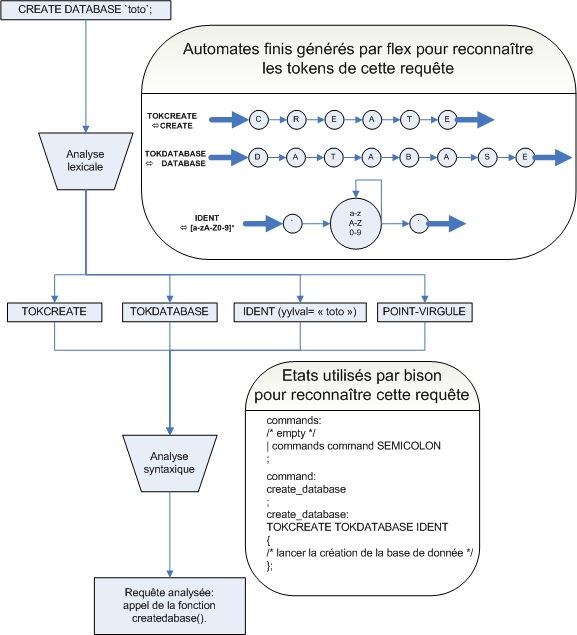 CREATE DATABASE `toto`;
Automates finis générés par flex pour reconnaître
les tokens de cette requête
TOKCREATE
⇔CREATE
C R E A T E
Analyse
lexicale
TOKDATABASE
⇔ DATABASE
D A T A B A S E
IDENT
⇔ [a-zA-Z0-9]*
`
a-z
A-Z
0-9
`
TOKCREATE
TOKDATABASE
IDENT (yylval= « toto »)
POINT-VIRGULE
Etats utilisés par bison
pour reconnaître cette requête
commands:
/* empty */
| commands command SEMICOLON
;
command:
create_database
;
create_database:
TOKCREATE TOKDATABASE IDENT
{
/* lancer la création de la base de donnée */
};
Analyse
syntaxique
Requête analysée:
appel de la fonction
createdabase().